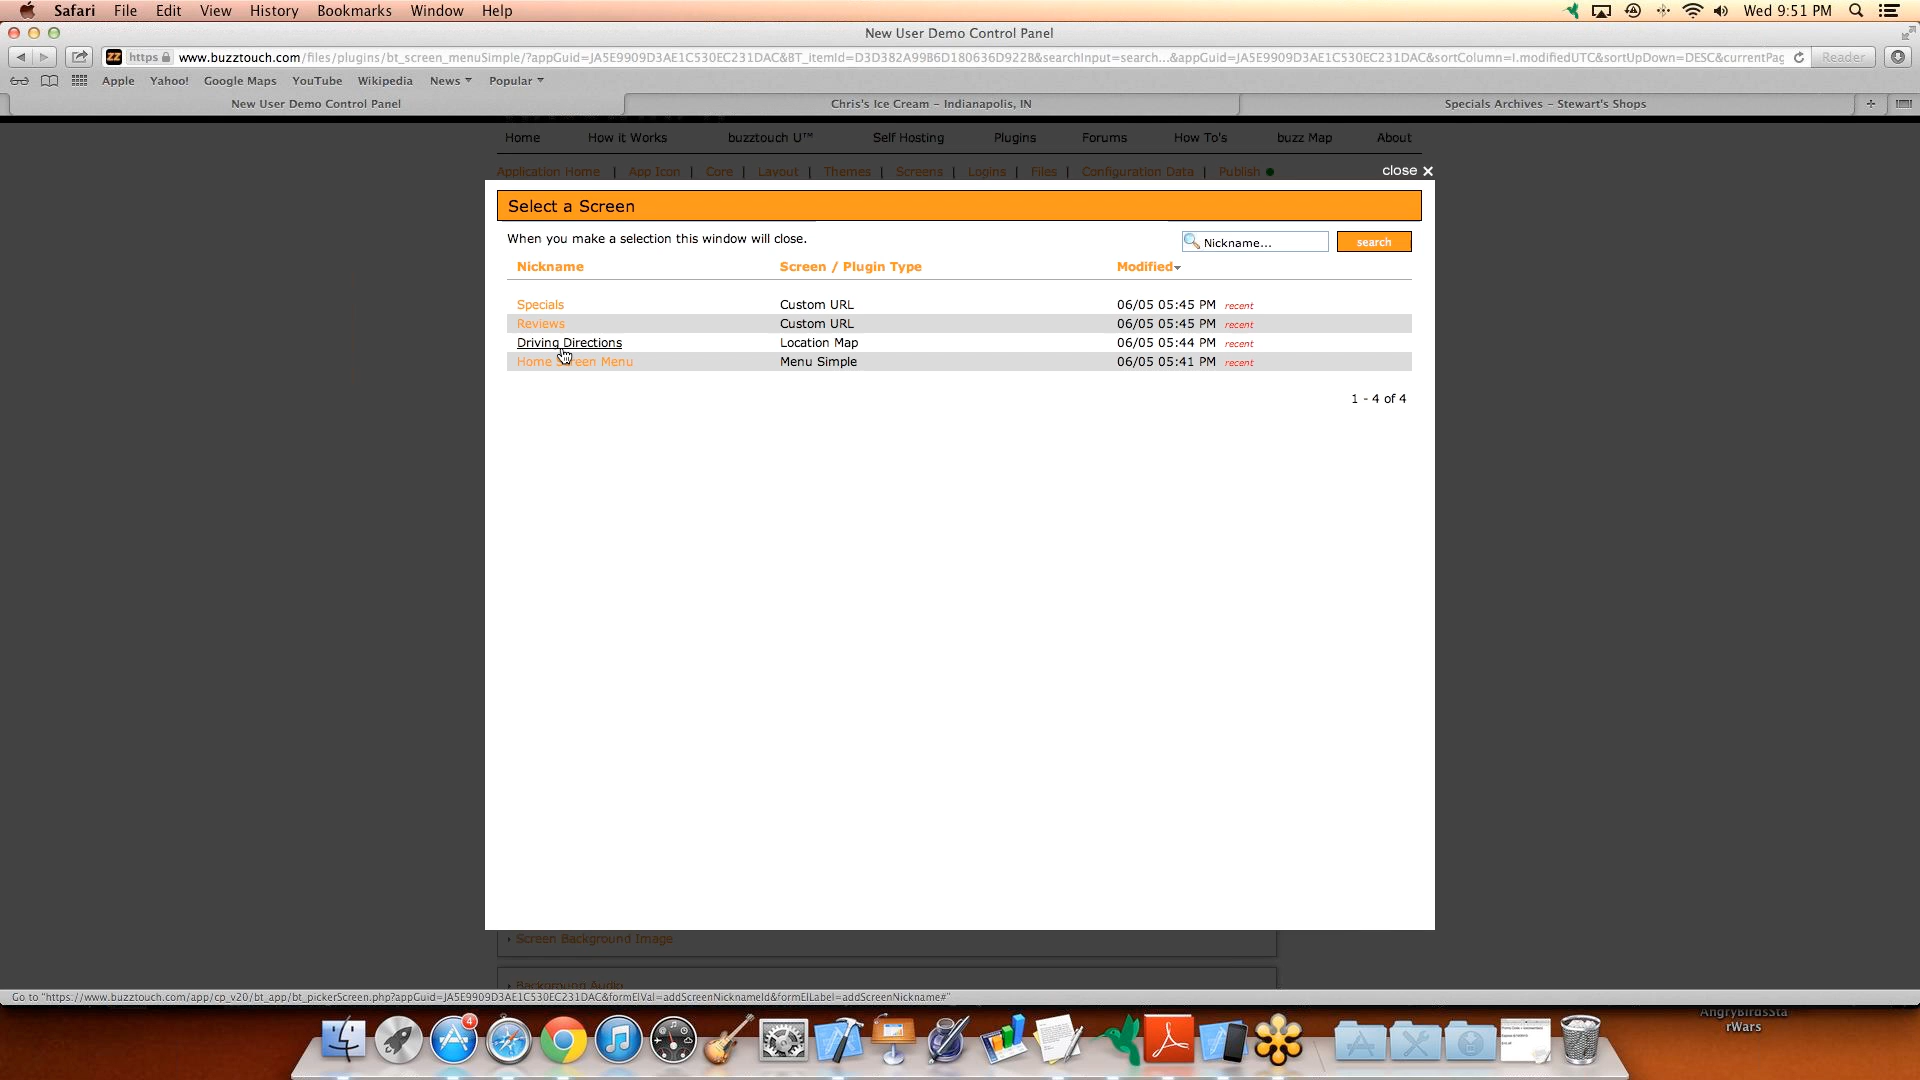 Safari File Edit View History Bookmarks Window Help Wed 9:51 PM
New User Demo Control Panel
https www.buzztouch.com/files/plugins/bt_screen_menuSimple/?appGuid=JA5E9909D3AE1C530EC231DAC&BT_itemId=D3D382A99B6D180636D922B&searchInput=search...&appGuid=JA5E9909D3AE1C530EC231DAC&sortColumn=I.modifiedUTC&sortUpDown=DESC&currentPag Reader
Apple Yahoo! Google Maps YouTube Wikipedia News Popular
New User Demo Control Panel Chris's Ice Cream – Indianapolis, IN Specials Archives – Stewart's Shops
Home How it Works buzztouch U™ Self Hosting Plugins Forums How To's buzz Map About
Application Home | App Icon | Core | Layout | Themes | Screens | Logins | Files | Configuration Data | Publish
close
Select a Screen
When you make a selection this window will close. Nickname... search
Nickname Screen / Plugin Type Modified
Specials Custom URL 06/05 05:45 PM recent
Reviews Custom URL 06/05 05:45 PM recent
Driving Directions Location Map 06/05 05:44 PM recent
Home Screen Menu Menu Simple 06/05 05:41 PM recent
1 - 4 of 4
Screen Background Image
Background Audio
Go to "https://www.buzztouch.com/app/cp_v20/bt_app/bt_pickerScreen.php?appGuid=JA5E9909D3AE1C530EC231DAC&formElVal=addScreenNicknameId&formElLabel=addScreenNickname#"
AngryBirdsSta
rWars
4